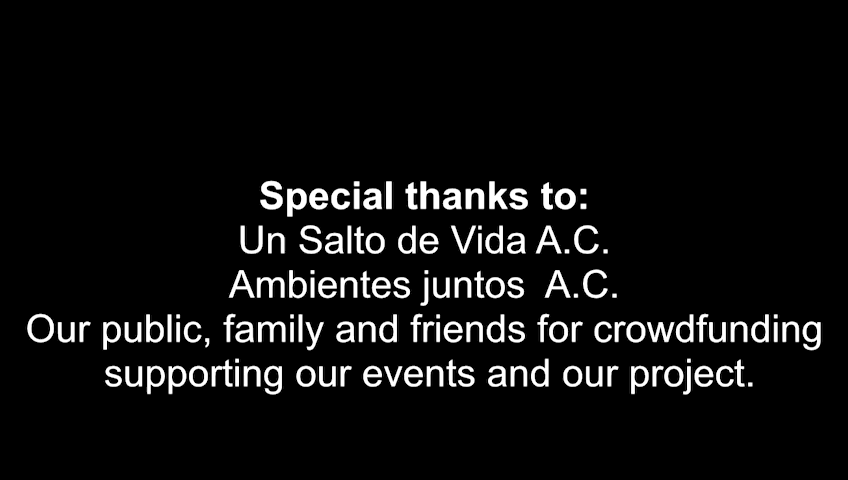 Special thanks to:
Un Salto de Vida A.C.
Ambientes juntos  A.C.
Our public, family and friends for crowdfunding
supporting our events and our project.